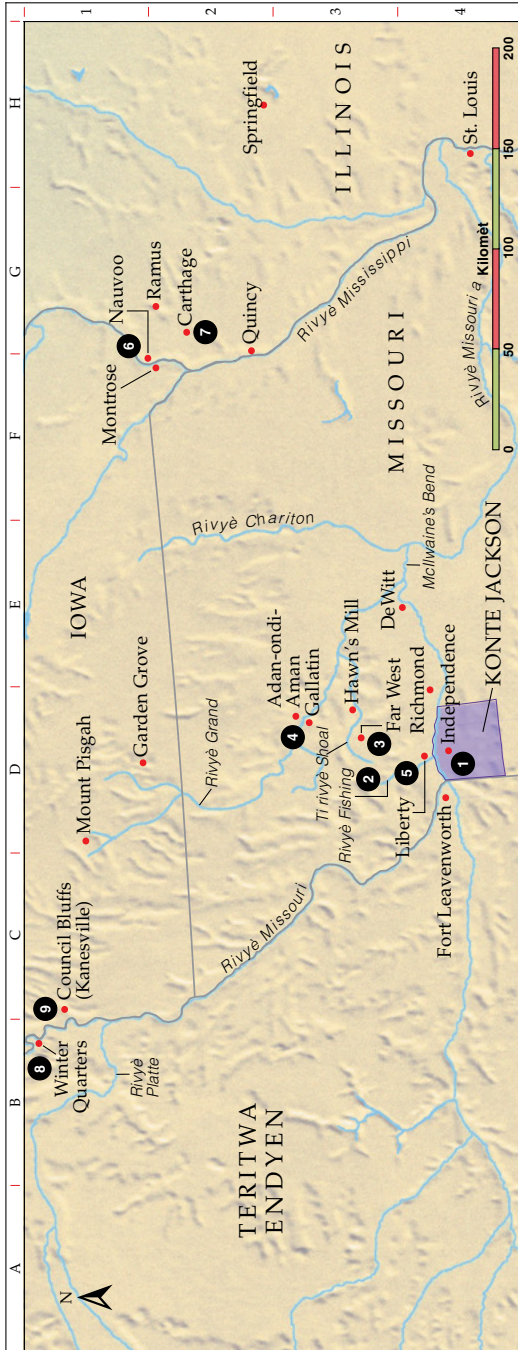 A
B
C
D
E
F
G
H
1
2
3
4
N
8
Winter
Quarters
9
Council Bluffs
(Kanesville)
Mount Pisgah
Garden Grove
IOWA
Montrose
6
Nauvoo
Ramus
Carthage
7
Quincy
Springfield
ILLINOIS
Rivyè
Platte
TERITWA
ENDYEN
Rivyè Missouri
Rivyè Grand
4
Adan-ondi-
Aman
Gallatin
Rivyè Chariton
Rivyè Mississippi
Ti rivyè Shoal
Rivyè Fishing
2
3
Hawn's Mill
Far West
5
Liberty
Richmond
DeWitt
McIlwaine's Bend
MISSOURI
Fort Leavenworth
1
Independence
KONTE JACKSON
Rivyè Missouri a
St. Louis
Kilomèt
0
50
100
150
200